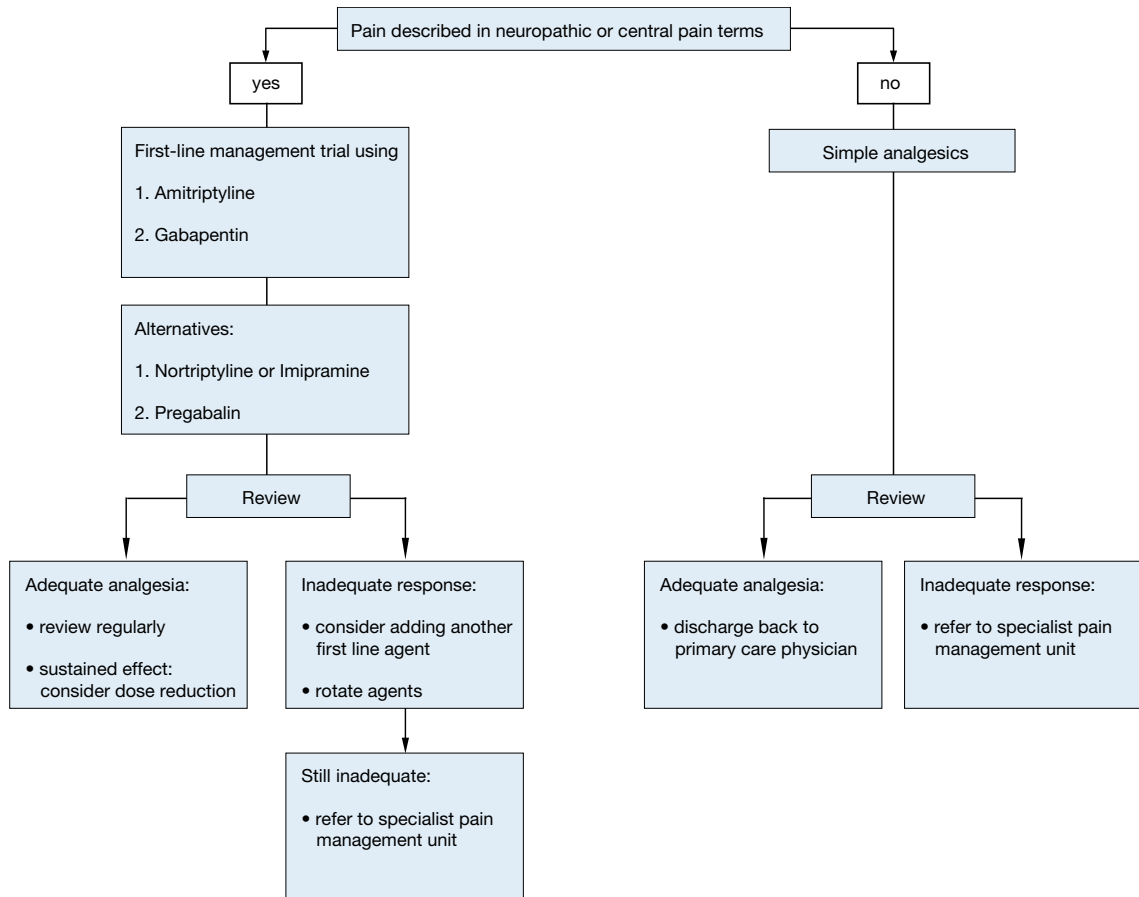 Pain described in neuropathic or central pain terms
yes
no
First-line management trial using
1. Amitriptyline
2. Gabapentin
Simple analgesics
Alternatives:
1. Nortriptyline or Imipramine
2. Pregabalin
Review
Review
Adequate analgesia:
• review regularly
• sustained effect:
consider dose reduction
Inadequate response:
• consider adding another
first line agent
• rotate agents
Adequate analgesia:
• discharge back to
primary care physician
Inadequate response:
• refer to specialist pain
management unit
Still inadequate:
• refer to specialist pain
management unit